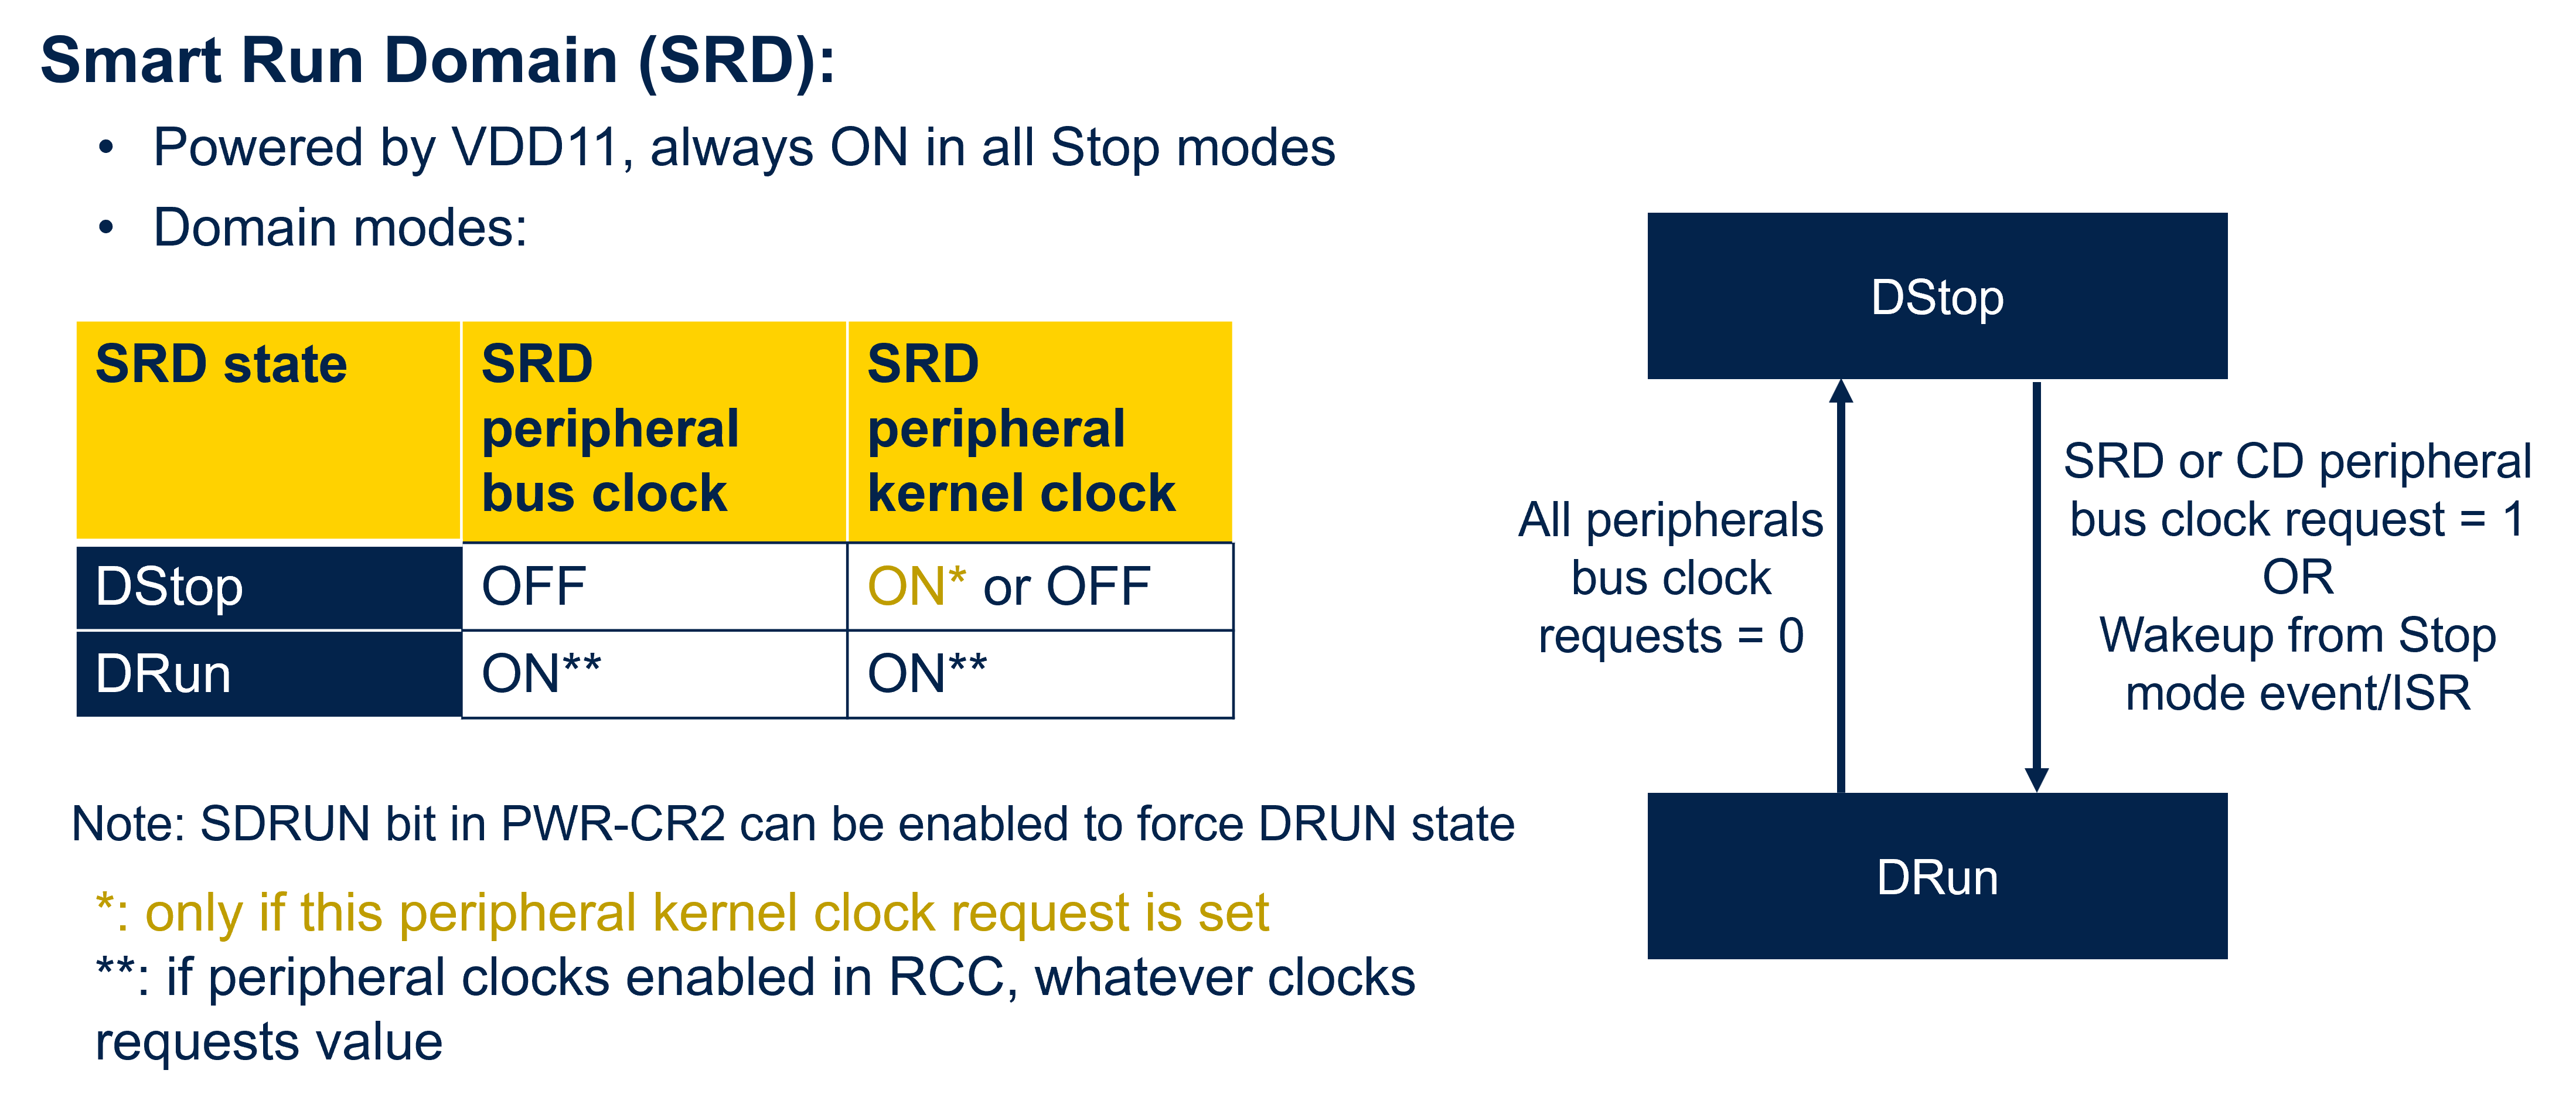 Smart Run Domain (SRD):
• Powered by VDD11, always ON in all Stop modes
• Domain modes:
SRD state
SRD
peripheral
bus clock
SRD
peripheral
kernel clock
DStop
OFF
ON* or OFF
DRun
ON**
ON**
Note: SDRUN bit in PWR-CR2 can be enabled to force DRUN state
*: only if this peripheral kernel clock request is set
**: if peripheral clocks enabled in RCC, whatever clocks
requests value
DStop
All peripherals
bus clock
requests = 0
SRD or CD peripheral
bus clock request = 1
OR
Wakeup from Stop
mode event/ISR
DRun